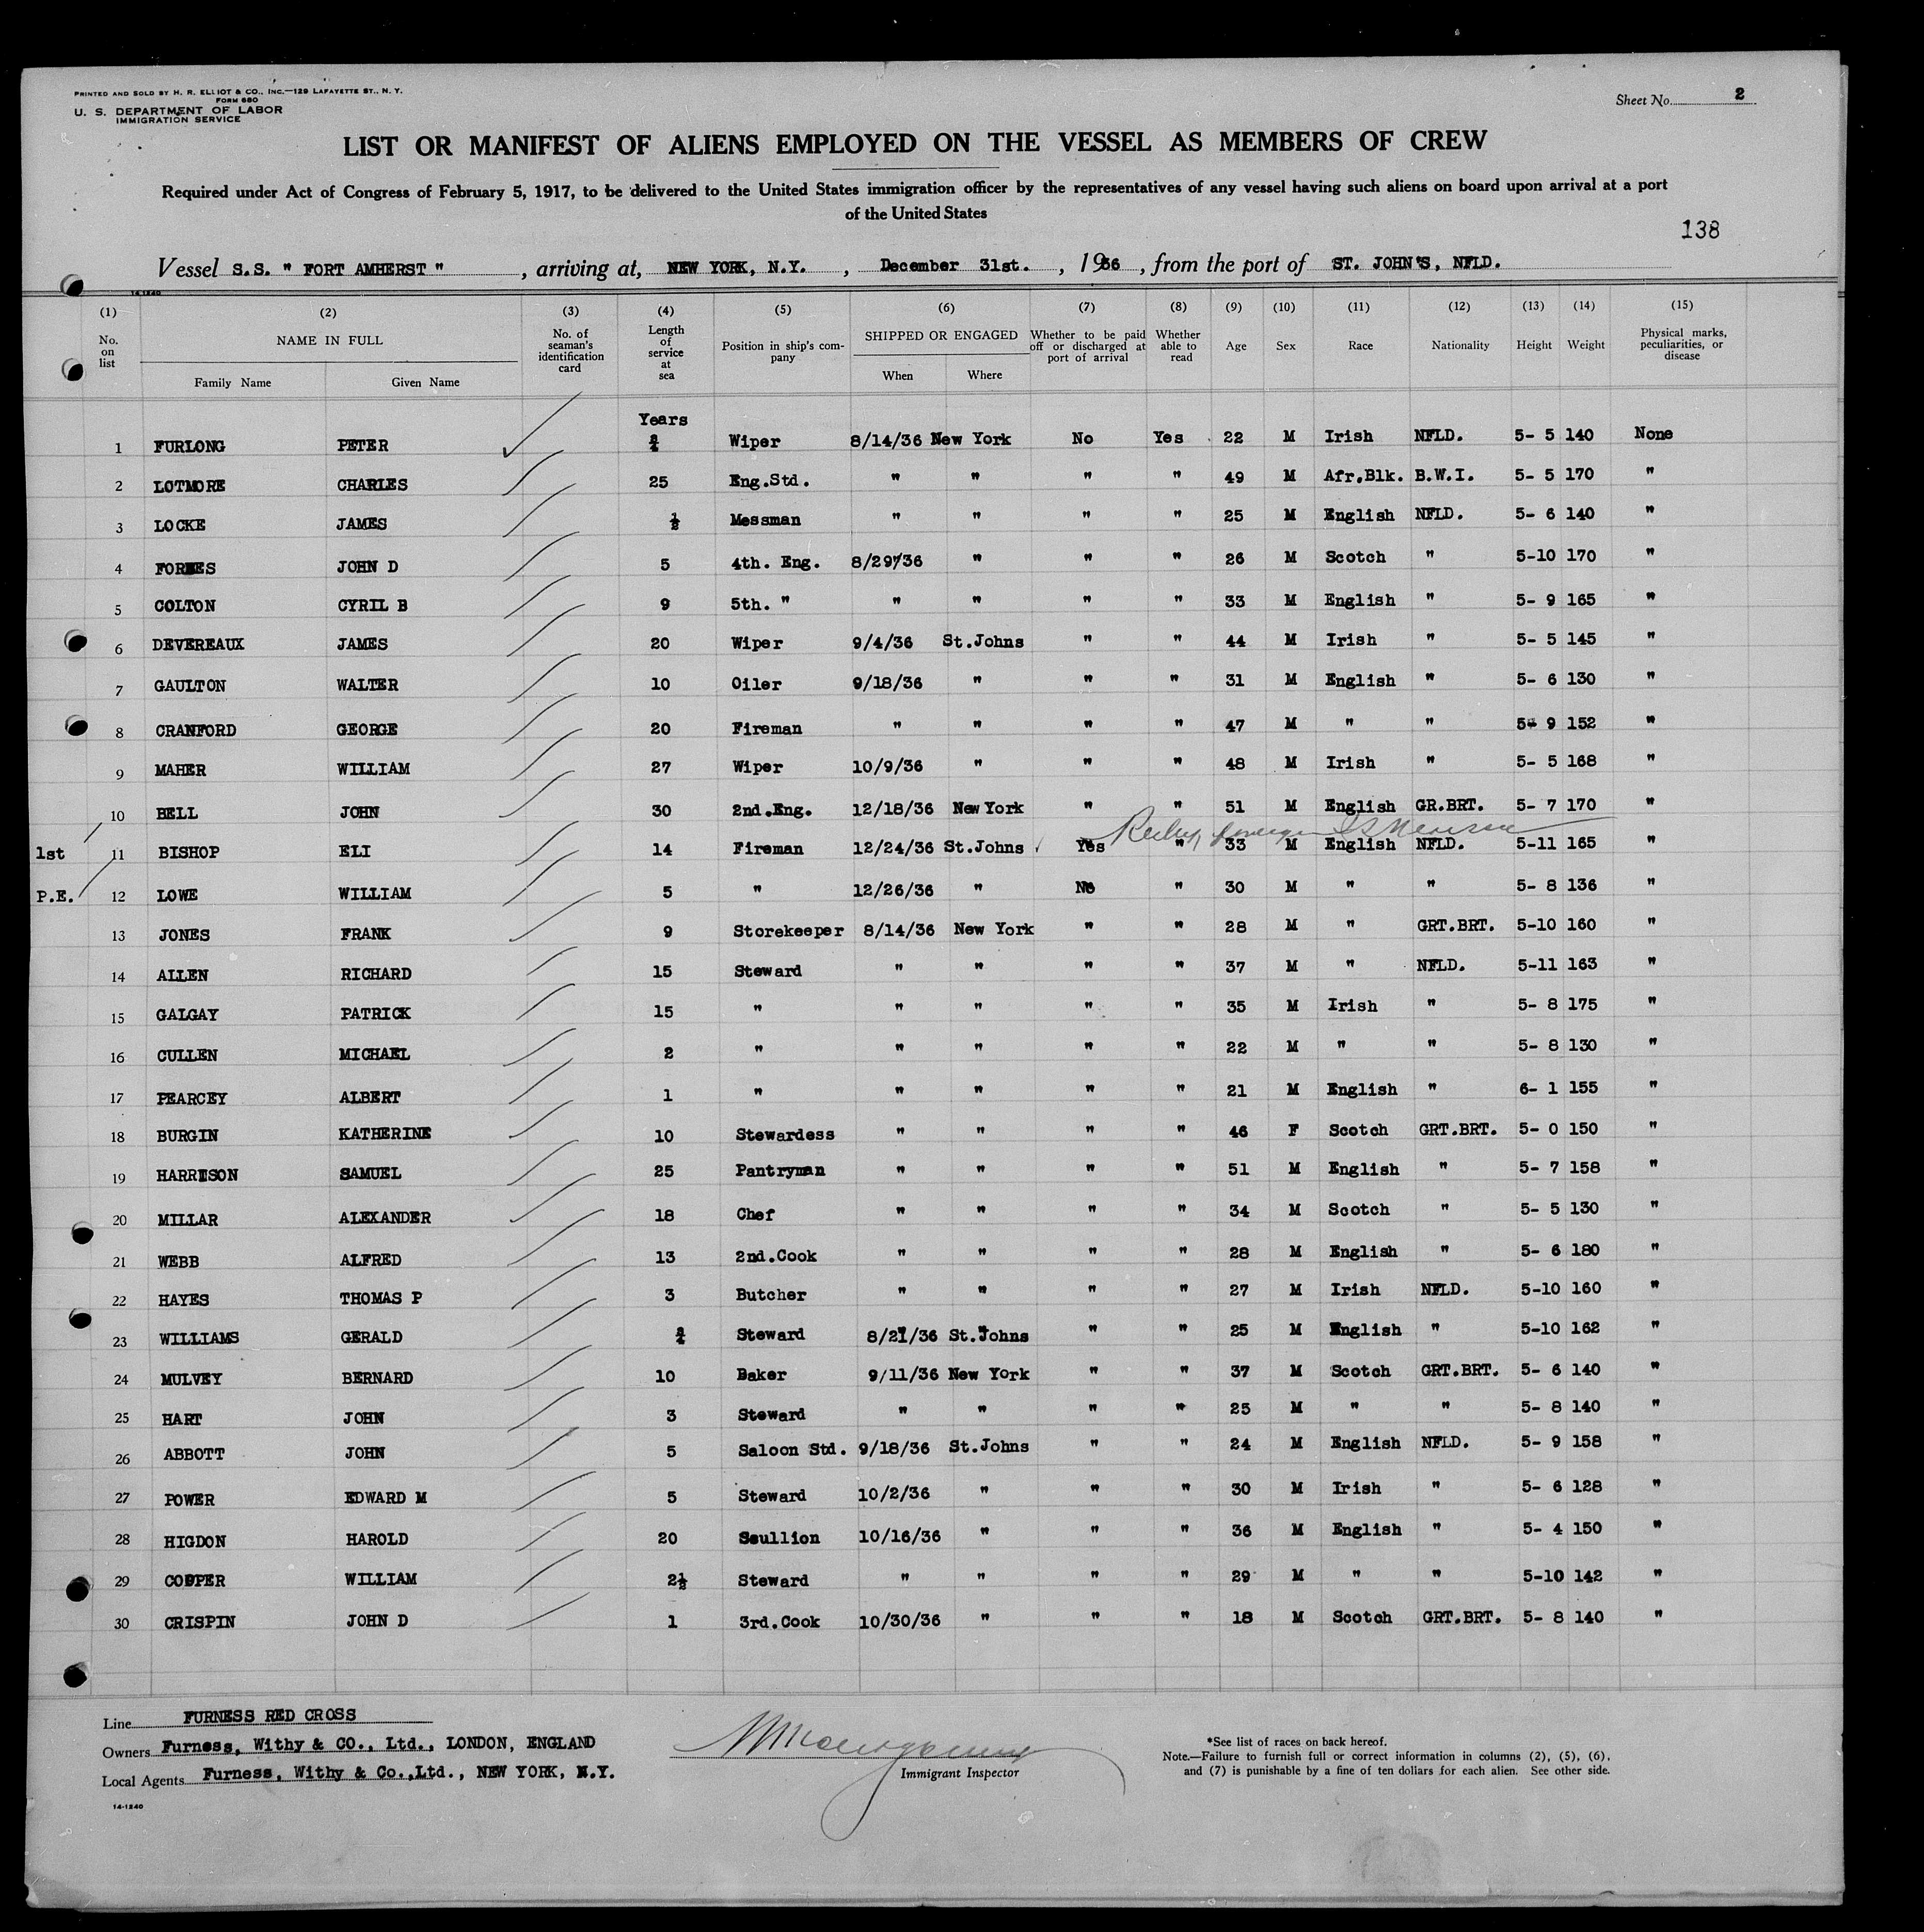 PRINTED AND SOLD BY H. R. ELLIOT & CO., INC.—129 LAFAYETTE ST., N. Y.
FORM 680
U. S. DEPARTMENT OF LABOR
IMMIGRATION SERVICE
Sheet No. 2
LIST OR MANIFEST OF ALIENS EMPLOYED ON THE VESSEL AS MEMBERS OF CREW
Required under Act of Congress of February 5, 1917, to be delivered to the United States immigration officer by the representatives of any vessel having such aliens on board upon arrival at a port
of the United States
138
Vessel S.S. " FORT AMHERST " , arriving at, NEW YORK, N.Y. , December 31st. , 1936 , from the port of ST. JOHN'S, NFLD.
14-1240
(1) (2) (3) (4) (5) (6) (7) (8) (9) (10) (11) (12) (13) (14) (15)
No. on list NAME IN FULL Family Name Given Name No. of seaman's identification card Length of service at sea Position in ship's company SHIPPED OR ENGAGED When Where Whether to be paid off or discharged at port of arrival Whether able to read Age Sex Race Nationality Height Weight Physical marks, peculiarities, or disease
Years
1 FURLONG PETER ¾ Wiper 8/14/36 New York No Yes 22 M Irish NFLD. 5- 5 140 None
2 LOTMORE CHARLES 25 Eng.Std. " " " " 49 M Afr.Blk. B.W.I. 5- 5 170 "
3 LOCKE JAMES ½ Messman " " " " 25 M English NFLD. 5- 6 140 "
4 FORBES JOHN D 5 4th. Eng. 8/29/36 " " " 26 M Scotch " 5-10 170 "
5 COLTON CYRIL B 9 5th. " " " " " 33 M English " 5- 9 165 "
6 DEVEREAUX JAMES 20 Wiper 9/4/36 St.Johns " " 44 M Irish " 5- 5 145 "
7 GAULTON WALTER 10 Oiler 9/18/36 " " " 31 M English " 5- 6 130 "
8 CRANFORD GEORGE 20 Fireman " " " " 47 M " " 5- 9 152 "
9 MAHER WILLIAM 27 Wiper 10/9/36 " " " 48 M Irish " 5- 5 168 "
10 BELL JOHN 30 2nd.Eng. 12/18/36 New York " " 51 M English GR.BRT. 5- 7 170 "
1st 11 BISHOP ELI 14 Fireman 12/24/36 St.Johns Yes " 33 M English NFLD. 5-11 165 "
P.E. 12 LOWE WILLIAM 5 " 12/26/36 " No " 30 M " " 5- 8 136 "
13 JONES FRANK 9 Storekeeper 8/14/36 New York " " 28 M " GRT.BRT. 5-10 160 "
14 ALLEN RICHARD 15 Steward " " " " 37 M " NFLD. 5-11 163 "
15 GALGAY PATRICK 15 " " " " " 35 M Irish " 5- 8 175 "
16 CULLEN MICHAEL 2 " " " " " 22 M " " 5- 8 130 "
17 PEARCEY ALBERT 1 " " " " " 21 M English " 6- 1 155 "
18 BURGIN KATHERINE 10 Stewardess " " " " 46 F Scotch GRT.BRT. 5- 0 150 "
19 HARRISON SAMUEL 25 Pantryman " " " " 51 M English " 5- 7 158 "
20 MILLAR ALEXANDER 18 Chef " " " " 34 M Scotch " 5- 5 130 "
21 WEBB ALFRED 13 2nd.Cook " " " " 28 M English " 5- 6 180 "
22 HAYES THOMAS P 3 Butcher " " " " 27 M Irish NFLD. 5-10 160 "
23 WILLIAMS GERALD ¾ Steward 8/21/36 St.Johns " " 25 M English " 5-10 162 "
24 MULVEY BERNARD 10 Baker 9/11/36 New York " " 37 M Scotch GRT.BRT. 5- 6 140 "
25 HART JOHN 3 Steward " " " " 25 M " " 5- 8 140 "
26 ABBOTT JOHN 5 Saloon Std. 9/18/36 St.Johns " " 24 M English NFLD. 5- 9 158 "
27 POWER EDWARD M 5 Steward 10/2/36 " " " 30 M Irish " 5- 6 128 "
28 HIGDON HAROLD 20 Scullion 10/16/36 " " " 36 M English " 5- 4 150 "
29 COOPER WILLIAM 2½ Steward " " " " 29 M " " 5-10 142 "
30 CRISPIN JOHN D 1 3rd.Cook 10/30/36 " " " 18 M Scotch GRT.BRT. 5- 8 140 "
Line FURNESS RED CROSS
Owners Furness, Withy & CO., Ltd., LONDON, ENGLAND
Local Agents Furness, Withy & Co.,Ltd., NEW YORK, N.Y.
14-1240
Immigrant Inspector
*See list of races on back hereof.
Note.—Failure to furnish full or correct information in columns (2), (5), (6),
and (7) is punishable by a fine of ten dollars for each alien. See other side.